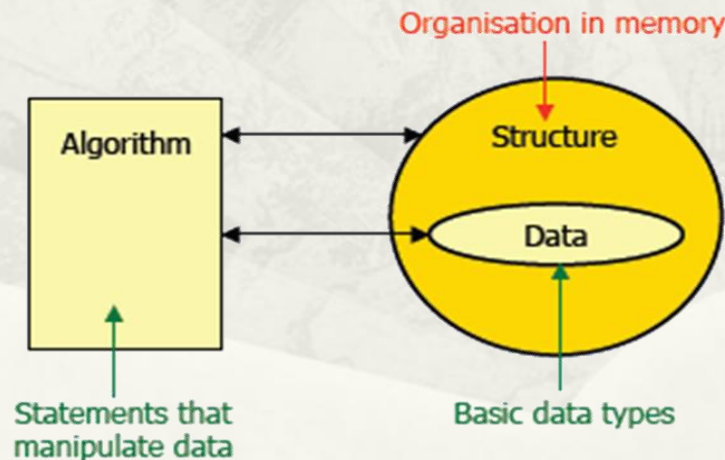 Organisation in memory
Algorithm
Structure
Data
Statements that
manipulate data
Basic data types